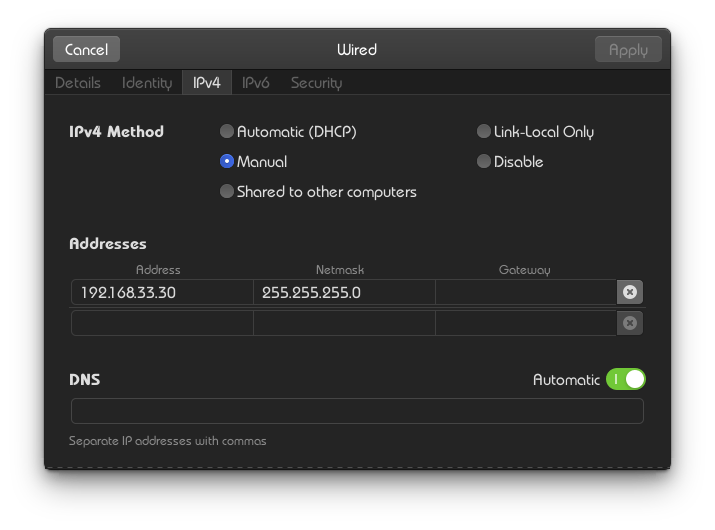 Cancel Wired Apply
Details Identity IPv4 IPv6 Security
IPv4 Method Automatic (DHCP) Link-Local Only
Manual Disable
Shared to other computers
Addresses
Address Netmask Gateway
192.168.33.30 255.255.255.0
DNS Automatic
Separate IP addresses with commas